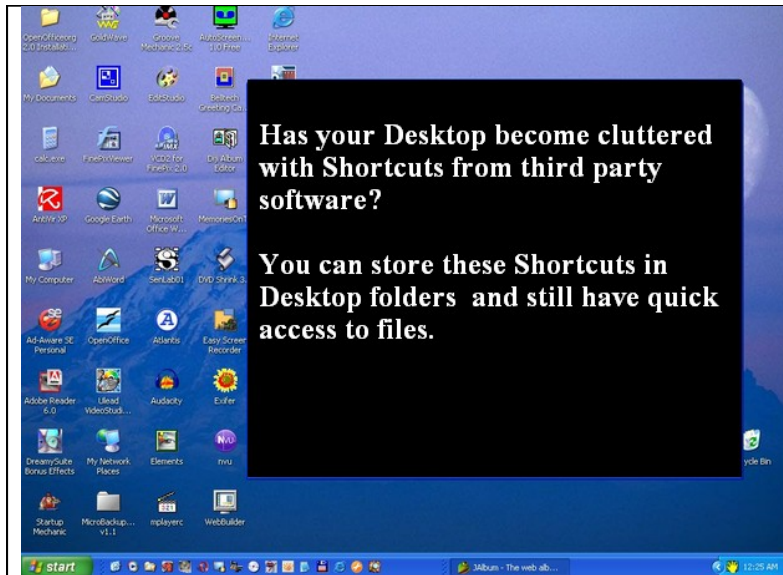 OpenOfficeorg
2.0 Installati...
GoldWave
Groove
Mechanic 2.5c
AutoScreen...
1.0 Free
Internet
Explorer
My Documents
CamStudio
EditStudio
Belltech
Greeting Ca...
calc.exe
FinePixViewer
VCD2 for
FinePix 2.0
Dij Album
Editor
AntiVir XP
Google Earth
Microsoft
Office W...
MemoriesOnT
My Computer
AbiWord
SenLab01
DVD Shrink 3.
Ad-Aware SE
Personal
OpenOffice
Atlantis
Easy Screen
Recorder
Adobe Reader
6.0
Ulead
VideoStudi...
Audacity
Exifer
DreamySuite
Bonus Effects
My Network
Places
Elements
nvu
Startup
Mechanic
MicroBackup...
v1.1
mplayerc
WebBuilder
Has your Desktop become cluttered
with Shortcuts from third party
software?
You can store these Shortcuts in
Desktop folders and still have quick
access to files.
ycle Bin
start
JAlbum - The web alb...
12:25 AM